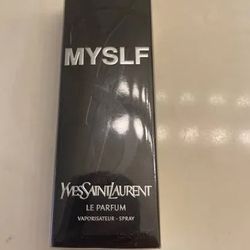 MYSLF
YVESSAINTLAURENT
LE PARFUM
VAPORISATEUR - SPRAY